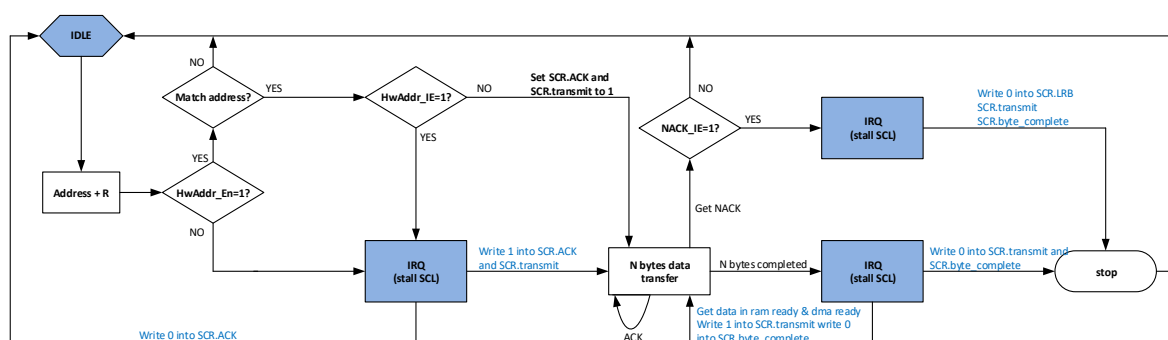 IDLE
NO
NO
Match address?
YES
HwAddr_IE=1?
NO
Set SCR.ACK and
SCR.transmit to 1
NACK_IE=1?
YES
IRQ
(stall SCL)
Write 0 into SCR.LRB
SCR.transmit
SCR.byte_complete
YES
YES
Address + R
HwAddr_En=1?
Get NACK
NO
IRQ
(stall SCL)
Write 1 into SCR.ACK
and SCR.transmit
N bytes data
transfer
N bytes completed
IRQ
(stall SCL)
Write 0 into SCR.transmit and
SCR.byte_complete
stop
Write 0 into SCR.ACK
ACK
Get data in ram ready & dma ready
Write 1 into SCR.transmit write 0
into SCR.byte_complete